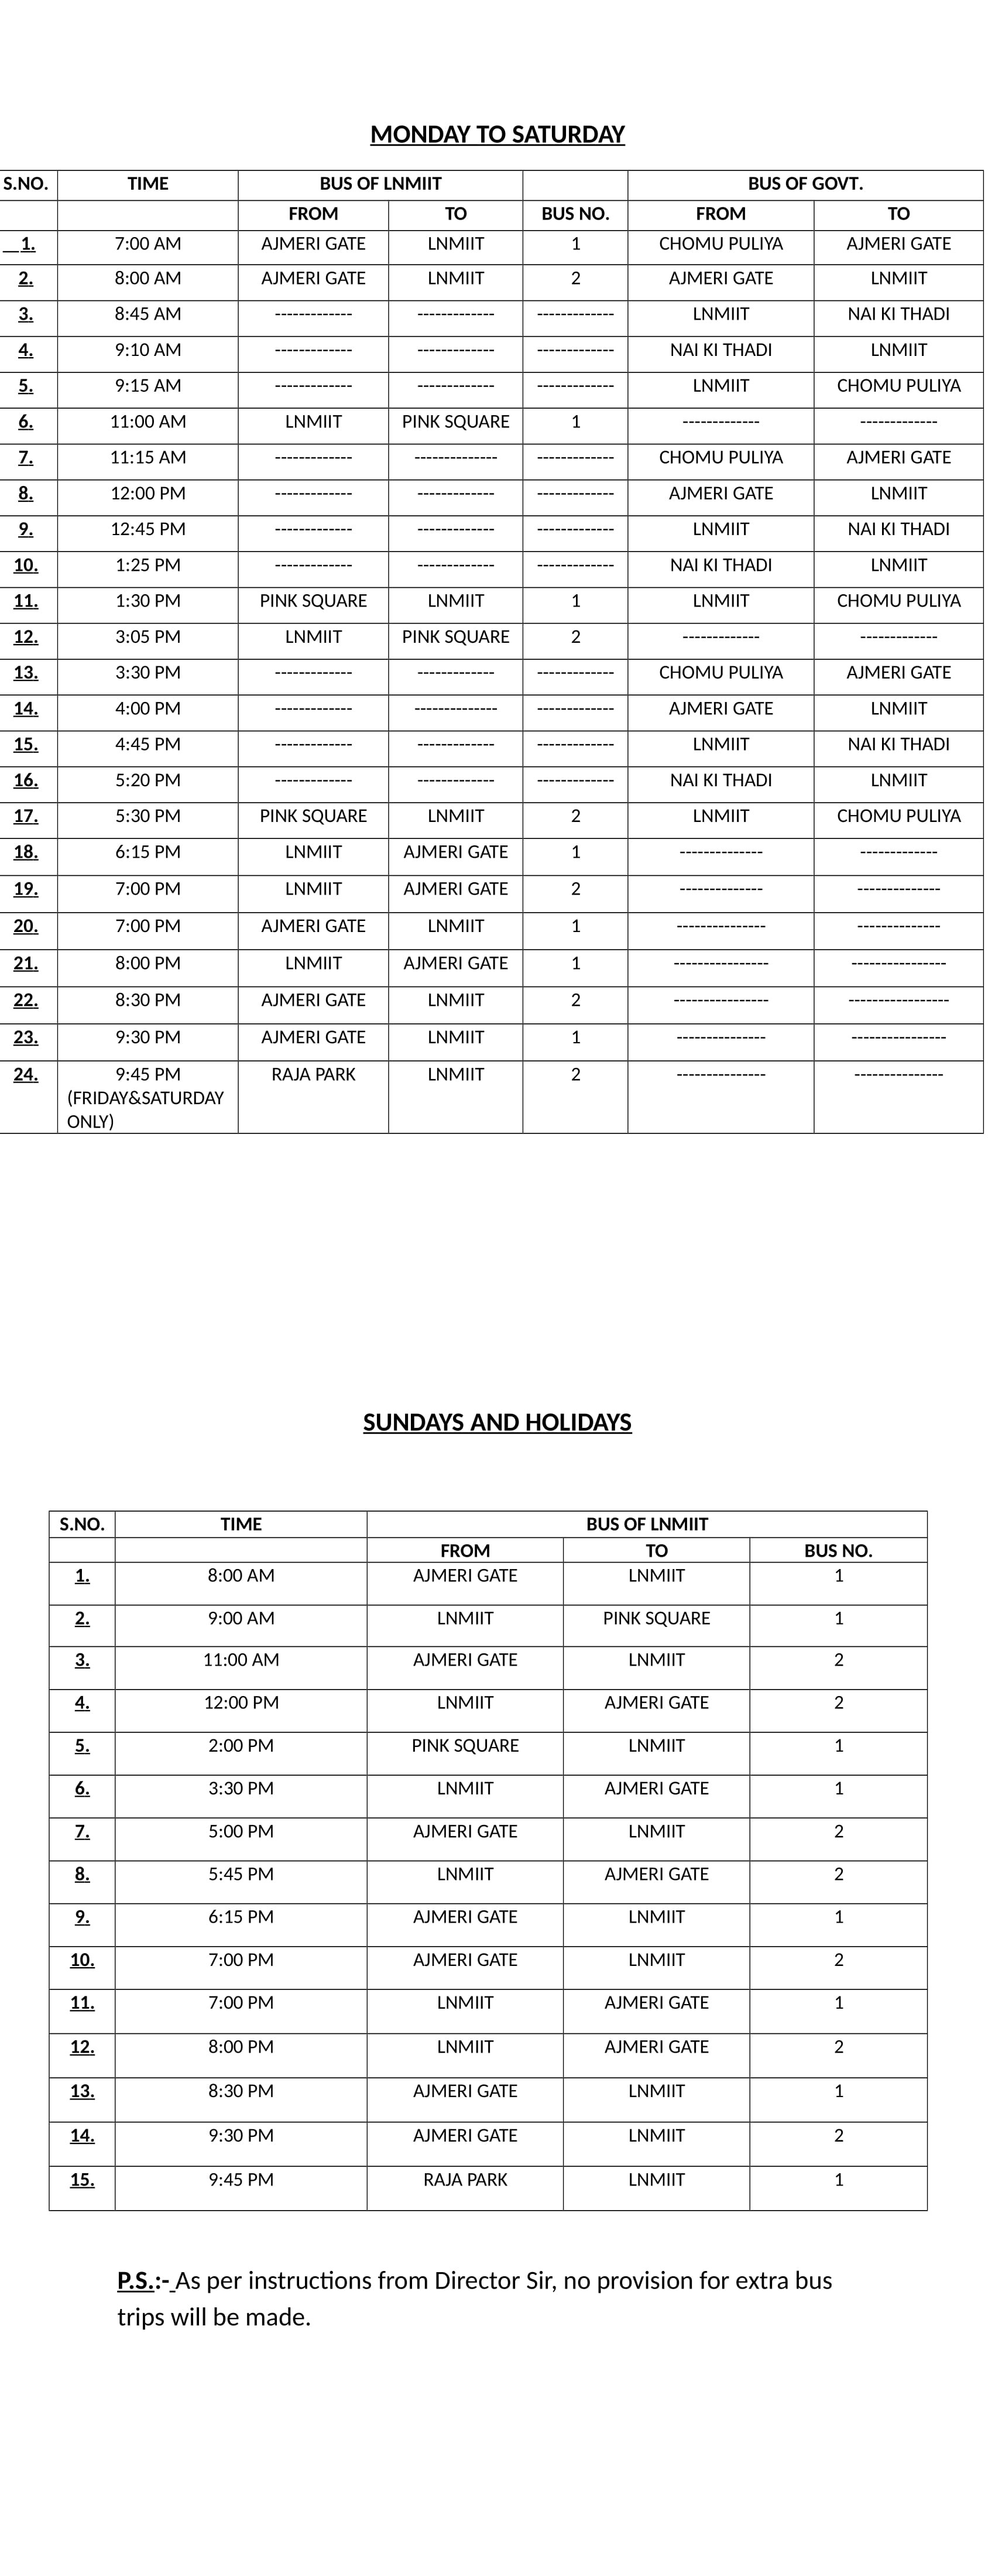 MONDAY TO SATURDAY
S.NO. TIME BUS OF LNMIIT BUS OF GOVT.
FROM TO BUS NO. FROM TO
1. 7:00 AM AJMERI GATE LNMIIT 1 CHOMU PULIYA AJMERI GATE
2. 8:00 AM AJMERI GATE LNMIIT 2 AJMERI GATE LNMIIT
3. 8:45 AM ------------- ------------- ------------- LNMIIT NAI KI THADI
4. 9:10 AM ------------- ------------- ------------- NAI KI THADI LNMIIT
5. 9:15 AM ------------- ------------- ------------- LNMIIT CHOMU PULIYA
6. 11:00 AM LNMIIT PINK SQUARE 1 ------------- -------------
7. 11:15 AM ------------- -------------- ------------- CHOMU PULIYA AJMERI GATE
8. 12:00 PM ------------- ------------- ------------- AJMERI GATE LNMIIT
9. 12:45 PM ------------- ------------- ------------- LNMIIT NAI KI THADI
10. 1:25 PM ------------- ------------- ------------- NAI KI THADI LNMIIT
11. 1:30 PM PINK SQUARE LNMIIT 1 LNMIIT CHOMU PULIYA
12. 3:05 PM LNMIIT PINK SQUARE 2 ------------- -------------
13. 3:30 PM ------------- ------------- ------------- CHOMU PULIYA AJMERI GATE
14. 4:00 PM ------------- -------------- ------------- AJMERI GATE LNMIIT
15. 4:45 PM ------------- ------------- ------------- LNMIIT NAI KI THADI
16. 5:20 PM ------------- ------------- ------------- NAI KI THADI LNMIIT
17. 5:30 PM PINK SQUARE LNMIIT 2 LNMIIT CHOMU PULIYA
18. 6:15 PM LNMIIT AJMERI GATE 1 -------------- -------------
19. 7:00 PM LNMIIT AJMERI GATE 2 -------------- --------------
20. 7:00 PM AJMERI GATE LNMIIT 1 --------------- --------------
21. 8:00 PM LNMIIT AJMERI GATE 1 ---------------- ----------------
22. 8:30 PM AJMERI GATE LNMIIT 2 ---------------- -----------------
23. 9:30 PM AJMERI GATE LNMIIT 1 --------------- ----------------
24. 9:45 PM RAJA PARK LNMIIT 2 --------------- ---------------
(FRIDAY&SATURDAY
ONLY)
SUNDAYS AND HOLIDAYS
S.NO. TIME BUS OF LNMIIT
FROM TO BUS NO.
1. 8:00 AM AJMERI GATE LNMIIT 1
2. 9:00 AM LNMIIT PINK SQUARE 1
3. 11:00 AM AJMERI GATE LNMIIT 2
4. 12:00 PM LNMIIT AJMERI GATE 2
5. 2:00 PM PINK SQUARE LNMIIT 1
6. 3:30 PM LNMIIT AJMERI GATE 1
7. 5:00 PM AJMERI GATE LNMIIT 2
8. 5:45 PM LNMIIT AJMERI GATE 2
9. 6:15 PM AJMERI GATE LNMIIT 1
10. 7:00 PM AJMERI GATE LNMIIT 2
11. 7:00 PM LNMIIT AJMERI GATE 1
12. 8:00 PM LNMIIT AJMERI GATE 2
13. 8:30 PM AJMERI GATE LNMIIT 1
14. 9:30 PM AJMERI GATE LNMIIT 2
15. 9:45 PM RAJA PARK LNMIIT 1
P.S.:- As per instructions from Director Sir, no provision for extra bus
trips will be made.